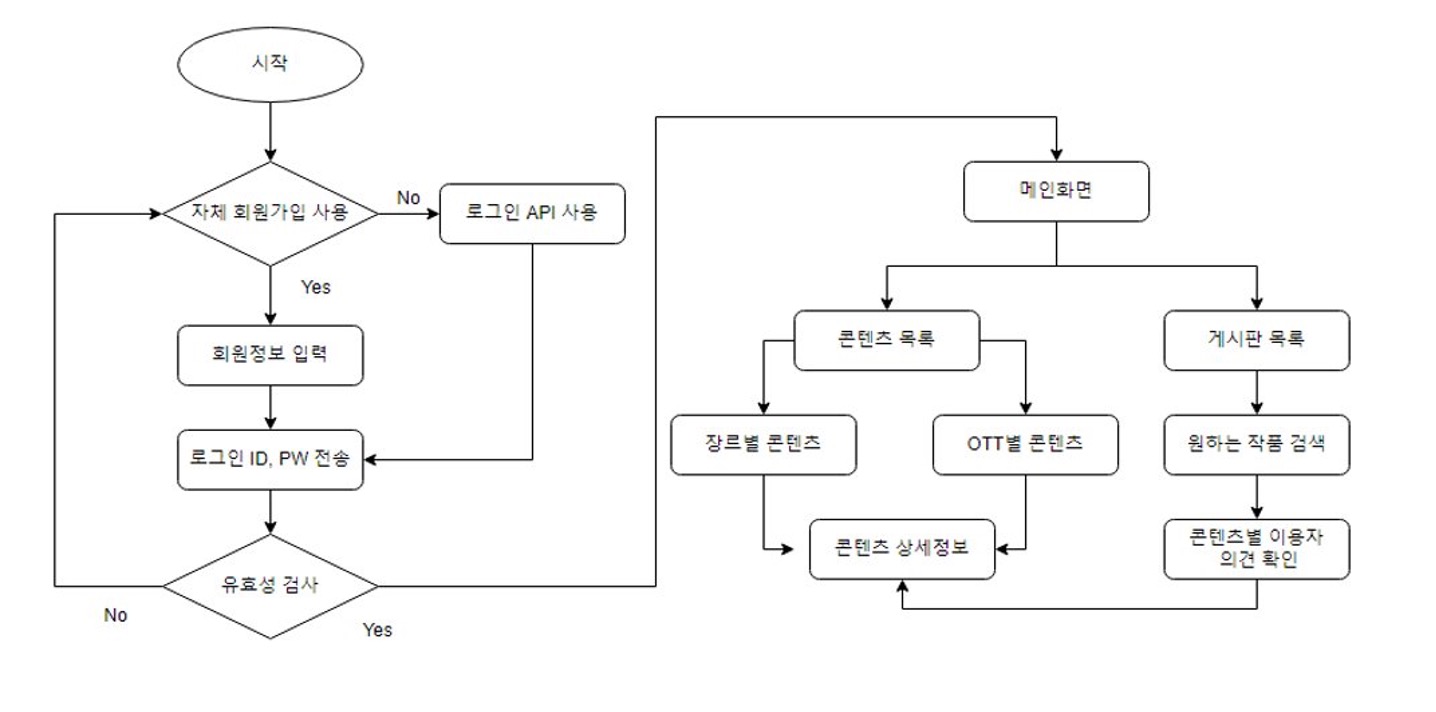 시작
자체 회원가입 사용
No
로그인 API 사용
Yes
회원정보 입력
로그인 ID, PW 전송
유효성 검사
No
Yes
메인화면
콘텐츠 목록
게시판 목록
장르별 콘텐츠
OTT별 콘텐츠
원하는 작품 검색
콘텐츠 상세정보
콘텐츠별 이용자
의견 확인